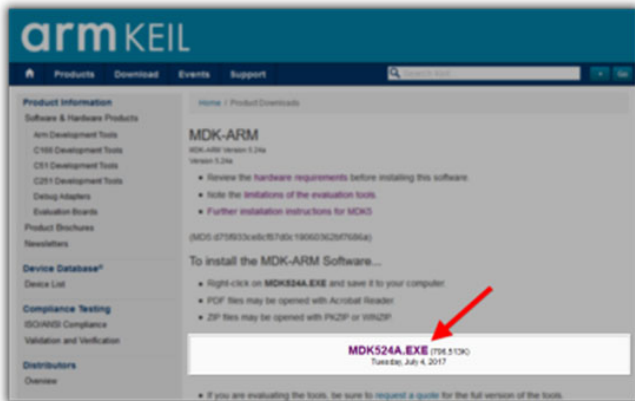 arm KEIL
Products Download Events Support
Search Keil
Go
Product Information
Software & Hardware Products
Arm Development Tools
C166 Development Tools
C51 Development Tools
C251 Development Tools
Debug Adapters
Evaluation Boards
Product Brochures
Newsletters
Device Database®
Device List
Compliance Testing
ISO/ANSI Compliance
Validation and Verification
Distributors
Overview
Home / Product Downloads
MDK-ARM
MDK-ARM Version 5.24a
Version 5.24a
• Review the hardware requirements before installing this software.
• Note the limitations of the evaluation tools.
• Further installation instructions for MDK5
To install the MDK-ARM Software...
• Right-click on MDK524A.EXE and save it to your computer.
• PDF files may be opened with Acrobat Reader.
• ZIP files may be opened with PKZIP or WINZIP.
MDK524A.EXE (796,513K)
Tuesday, July 4, 2017
• If you are evaluating the tools, be sure to request a quote for the full version of the tools.